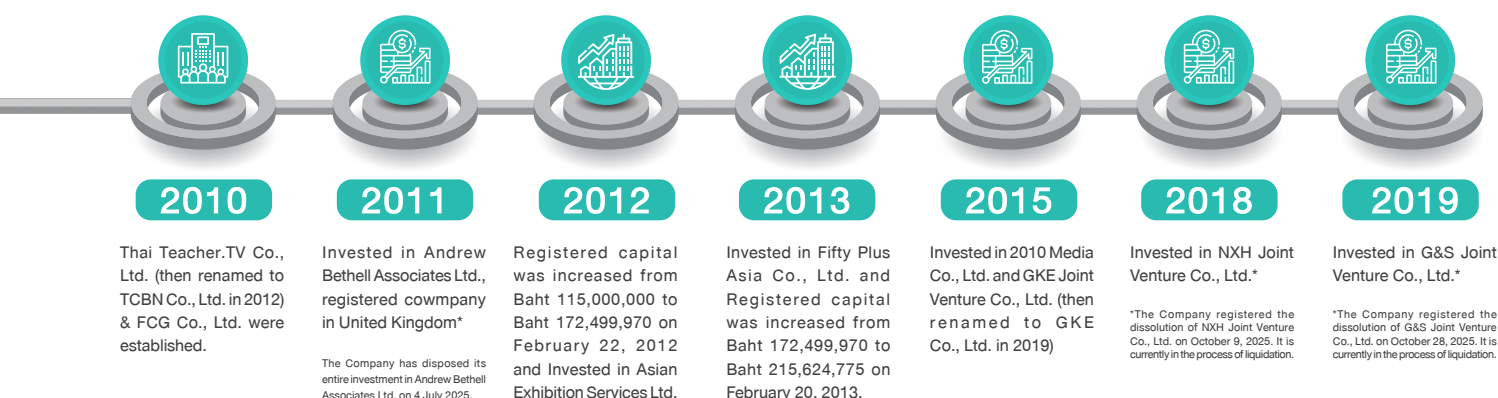 2010
Thai Teacher.TV Co.,
Ltd. (then renamed to
TCBN Co., Ltd. in 2012)
& FCG Co., Ltd. were
established.
2011
Invested in Andrew
Bethell Associates Ltd.,
registered cowmpany
in United Kingdom*
The Company has disposed its
entire investment in Andrew Bethell
Associates Ltd. on 4 July 2025.
2012
Registered capital
was increased from
Baht 115,000,000 to
Baht 172,499,970 on
February 22, 2012
and Invested in Asian
Exhibition Services Ltd.
2013
Invested in Fifty Plus
Asia Co., Ltd. and
Registered capital
was increased from
Baht 172,499,970 to
Baht 215,624,775 on
February 20, 2013.
2015
Invested in 2010 Media
Co., Ltd. and GKE Joint
Venture Co., Ltd. (then
renamed to GKE
Co., Ltd. in 2019)
2018
Invested in NXH Joint
Venture Co., Ltd.*
*The Company registered the
dissolution of NXH Joint Venture
Co., Ltd. on October 9, 2025. It is
currently in the process of liquidation.
2019
Invested in G&S Joint
Venture Co., Ltd.*
*The Company registered the
dissolution of G&S Joint Venture
Co., Ltd. on October 28, 2025. It is
currently in the process of liquidation.